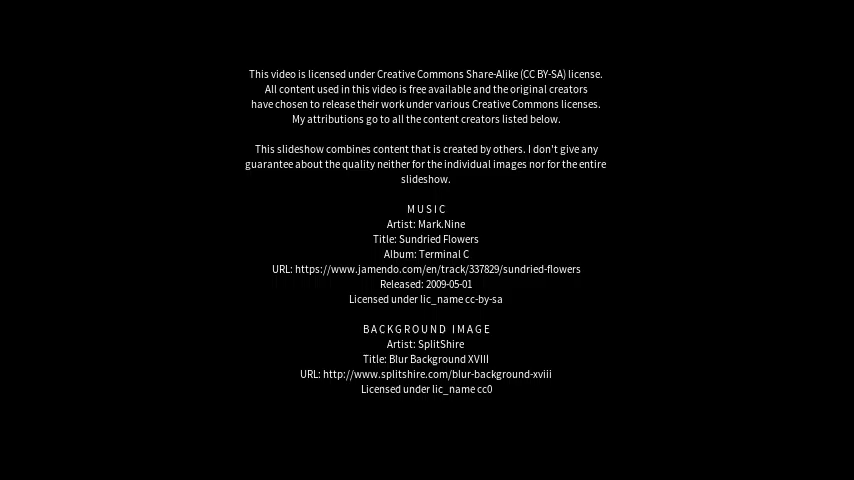 This video is licensed under Creative Commons Share-Alike (CC BY-SA) license.
All content used in this video is free available and the original creators
have chosen to release their work under various Creative Commons licenses.
My attributions go to all the content creators listed below.
This slideshow combines content that is created by others. I don't give any
guarantee about the quality neither for the individual images nor for the entire
slideshow.
MUSIC
Artist: Mark.Nine
Title: Sundried Flowers
Album: Terminal C
URL: https://www.jamendo.com/en/track/337829/sundried-flowers
Released: 2009-05-01
Licensed under lic_name cc-by-sa
BACKGROUND IMAGE
Artist: SplitShire
Title: Blur Background XVIII
URL: http://www.splitshire.com/blur-background-xviii
Licensed under lic_name cc0